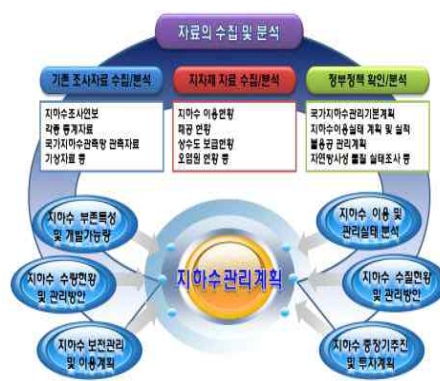 자료의 수집 및 분석
기존 조사자료 수집/분석
지하수조사연보
각종 통계자료
국가지하수관측망 관측자료
기상자료 등
지자체 자료 수집/분석
지하수 이용현황
폐공 현황
상수도 보급현황
오염원 현황 등
정부정책 확인/분석
국가지하수관리기본계획
지하수이용실태 계획 및 실적
불용공 관리계획
자연방사성 물질 실태조사 등
지하수 부존특성
및 개발가능량
지하수 이용 및
관리실태 분석
지하수 수량현황
및 관리방안
지하수관리계획
지하수 수질현황
및 관리방안
지하수 보전관리
및 이용계획
지하수 중장기추진
및 투자계획